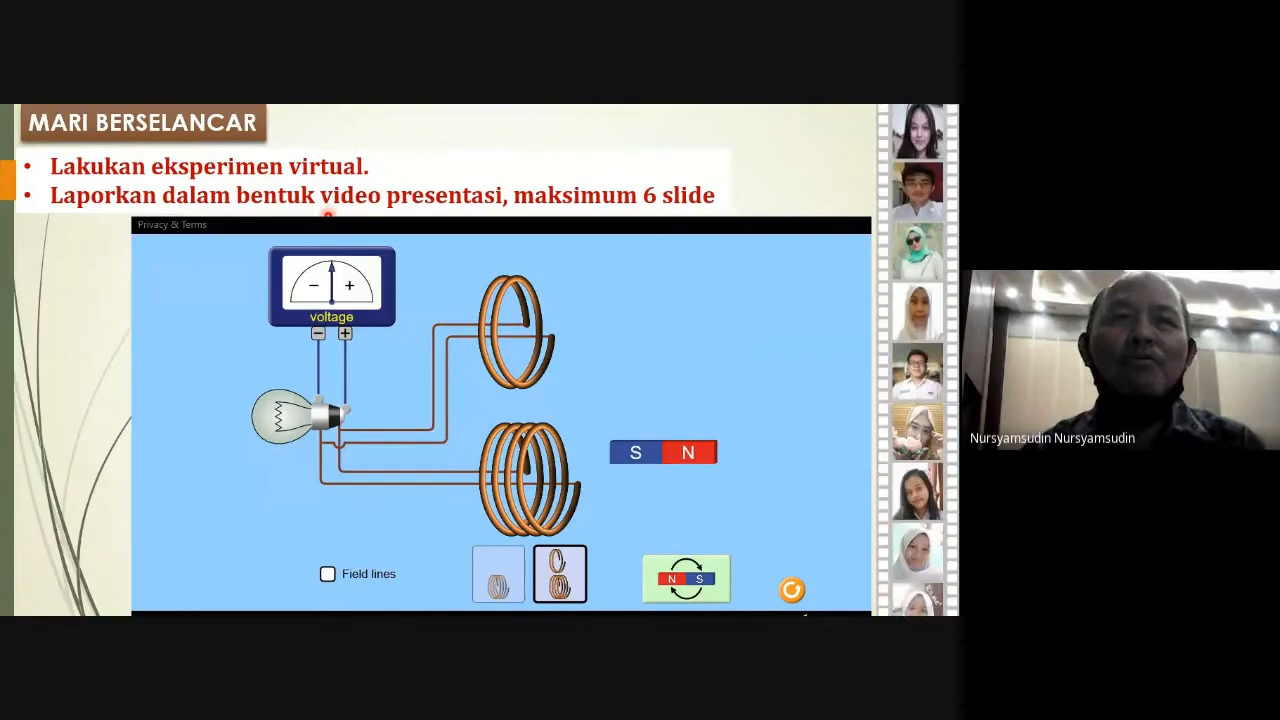 MARI BERSELANCAR
• Lakukan eksperimen virtual.
• Laporkan dalam bentuk video presentasi, maksimum 6 slide
Privacy & Terms
− +
voltage
− +
S N
Nursyamsudin Nursyamsudin
Field lines
N S